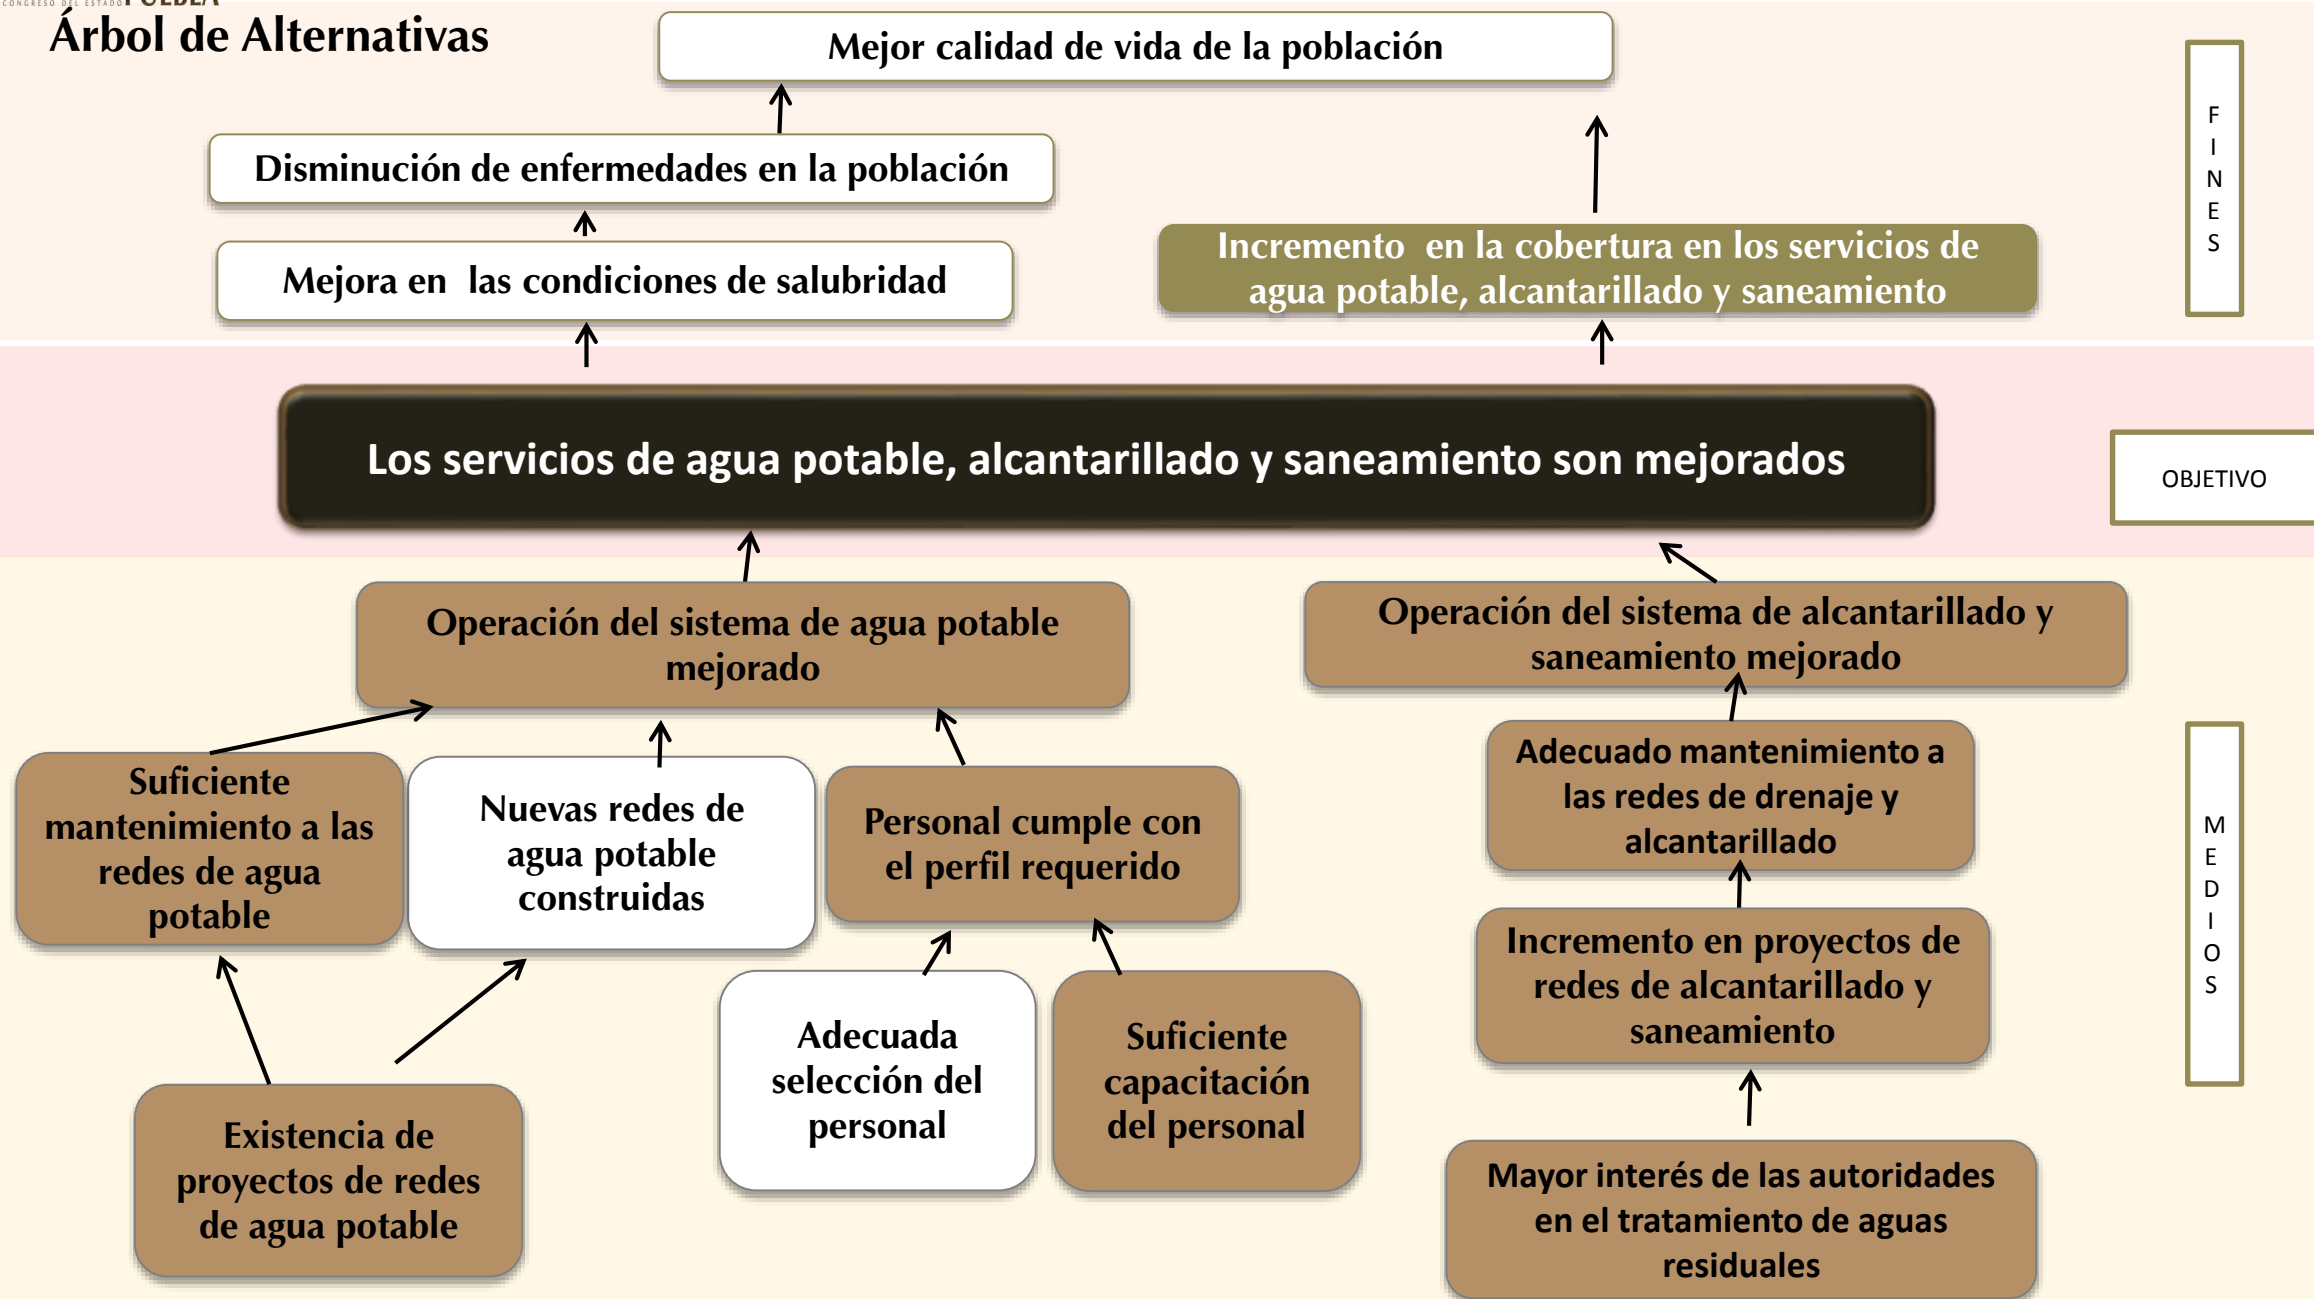 CONGRESO DEL ESTADO PUEBLA
Árbol de Alternativas
Mejor calidad de vida de la población
F
I
N
E
S
Disminución de enfermedades en la población
Mejora en las condiciones de salubridad
Incremento en la cobertura en los servicios de
agua potable, alcantarillado y saneamiento
Los servicios de agua potable, alcantarillado y saneamiento son mejorados
OBJETIVO
Operación del sistema de agua potable
mejorado
Operación del sistema de alcantarillado y
saneamiento mejorado
Suficiente
mantenimiento a las
redes de agua
potable
Nuevas redes de
agua potable
construidas
Personal cumple con
el perfil requerido
Adecuado mantenimiento a
las redes de drenaje y
alcantarillado
M
E
D
I
O
S
Incremento en proyectos de
redes de alcantarillado y
saneamiento
Existencia de
proyectos de redes
de agua potable
Adecuada
selección del
personal
Suficiente
capacitación
del personal
Mayor interés de las autoridades
en el tratamiento de aguas
residuales